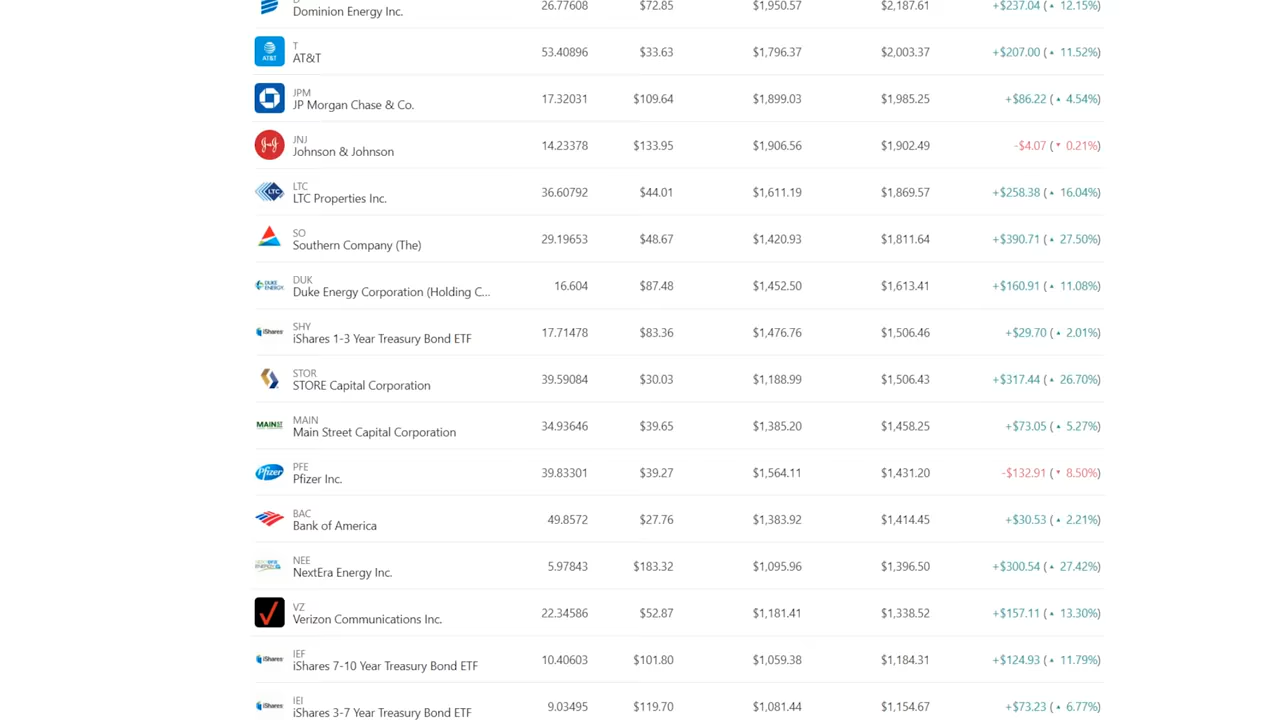 D
Dominion Energy Inc. 26.77608 $72.85 $1,950.57 $2,187.61 +$237.04 (▲ 12.15%)
T
AT&T 53.40896 $33.63 $1,796.37 $2,003.37 +$207.00 (▲ 11.52%)
AT&T
JPM
JP Morgan Chase & Co. 17.32031 $109.64 $1,899.03 $1,985.25 +$86.22 (▲ 4.54%)
JNJ
Johnson & Johnson 14.23378 $133.95 $1,906.56 $1,902.49 -$4.07 (▼ 0.21%)
J&J
LTC
LTC Properties Inc. 36.60792 $44.01 $1,611.19 $1,869.57 +$258.38 (▲ 16.04%)
LTC
SO
Southern Company (The) 29.19653 $48.67 $1,420.93 $1,811.64 +$390.71 (▲ 27.50%)
DUK
Duke Energy Corporation (Holding C... 16.604 $87.48 $1,452.50 $1,613.41 +$160.91 (▲ 11.08%)
DUKE ENERGY
SHY
iShares 1-3 Year Treasury Bond ETF 17.71478 $83.36 $1,476.76 $1,506.46 +$29.70 (▲ 2.01%)
iShares
STOR
STORE Capital Corporation 39.59084 $30.03 $1,188.99 $1,506.43 +$317.44 (▲ 26.70%)
MAIN
Main Street Capital Corporation 34.93646 $39.65 $1,385.20 $1,458.25 +$73.05 (▲ 5.27%)
MAIN
PFE
Pfizer Inc. 39.83301 $39.27 $1,564.11 $1,431.20 -$132.91 (▼ 8.50%)
Pfizer
BAC
Bank of America 49.8572 $27.76 $1,383.92 $1,414.45 +$30.53 (▲ 2.21%)
NEE
NextEra Energy Inc. 5.97843 $183.32 $1,095.96 $1,396.50 +$300.54 (▲ 27.42%)
VZ
Verizon Communications Inc. 22.34586 $52.87 $1,181.41 $1,338.52 +$157.11 (▲ 13.30%)
IEF
iShares 7-10 Year Treasury Bond ETF 10.40603 $101.80 $1,059.38 $1,184.31 +$124.93 (▲ 11.79%)
iShares
IEI
iShares 3-7 Year Treasury Bond ETF 9.03495 $119.70 $1,081.44 $1,154.67 +$73.23 (▲ 6.77%)
iShares